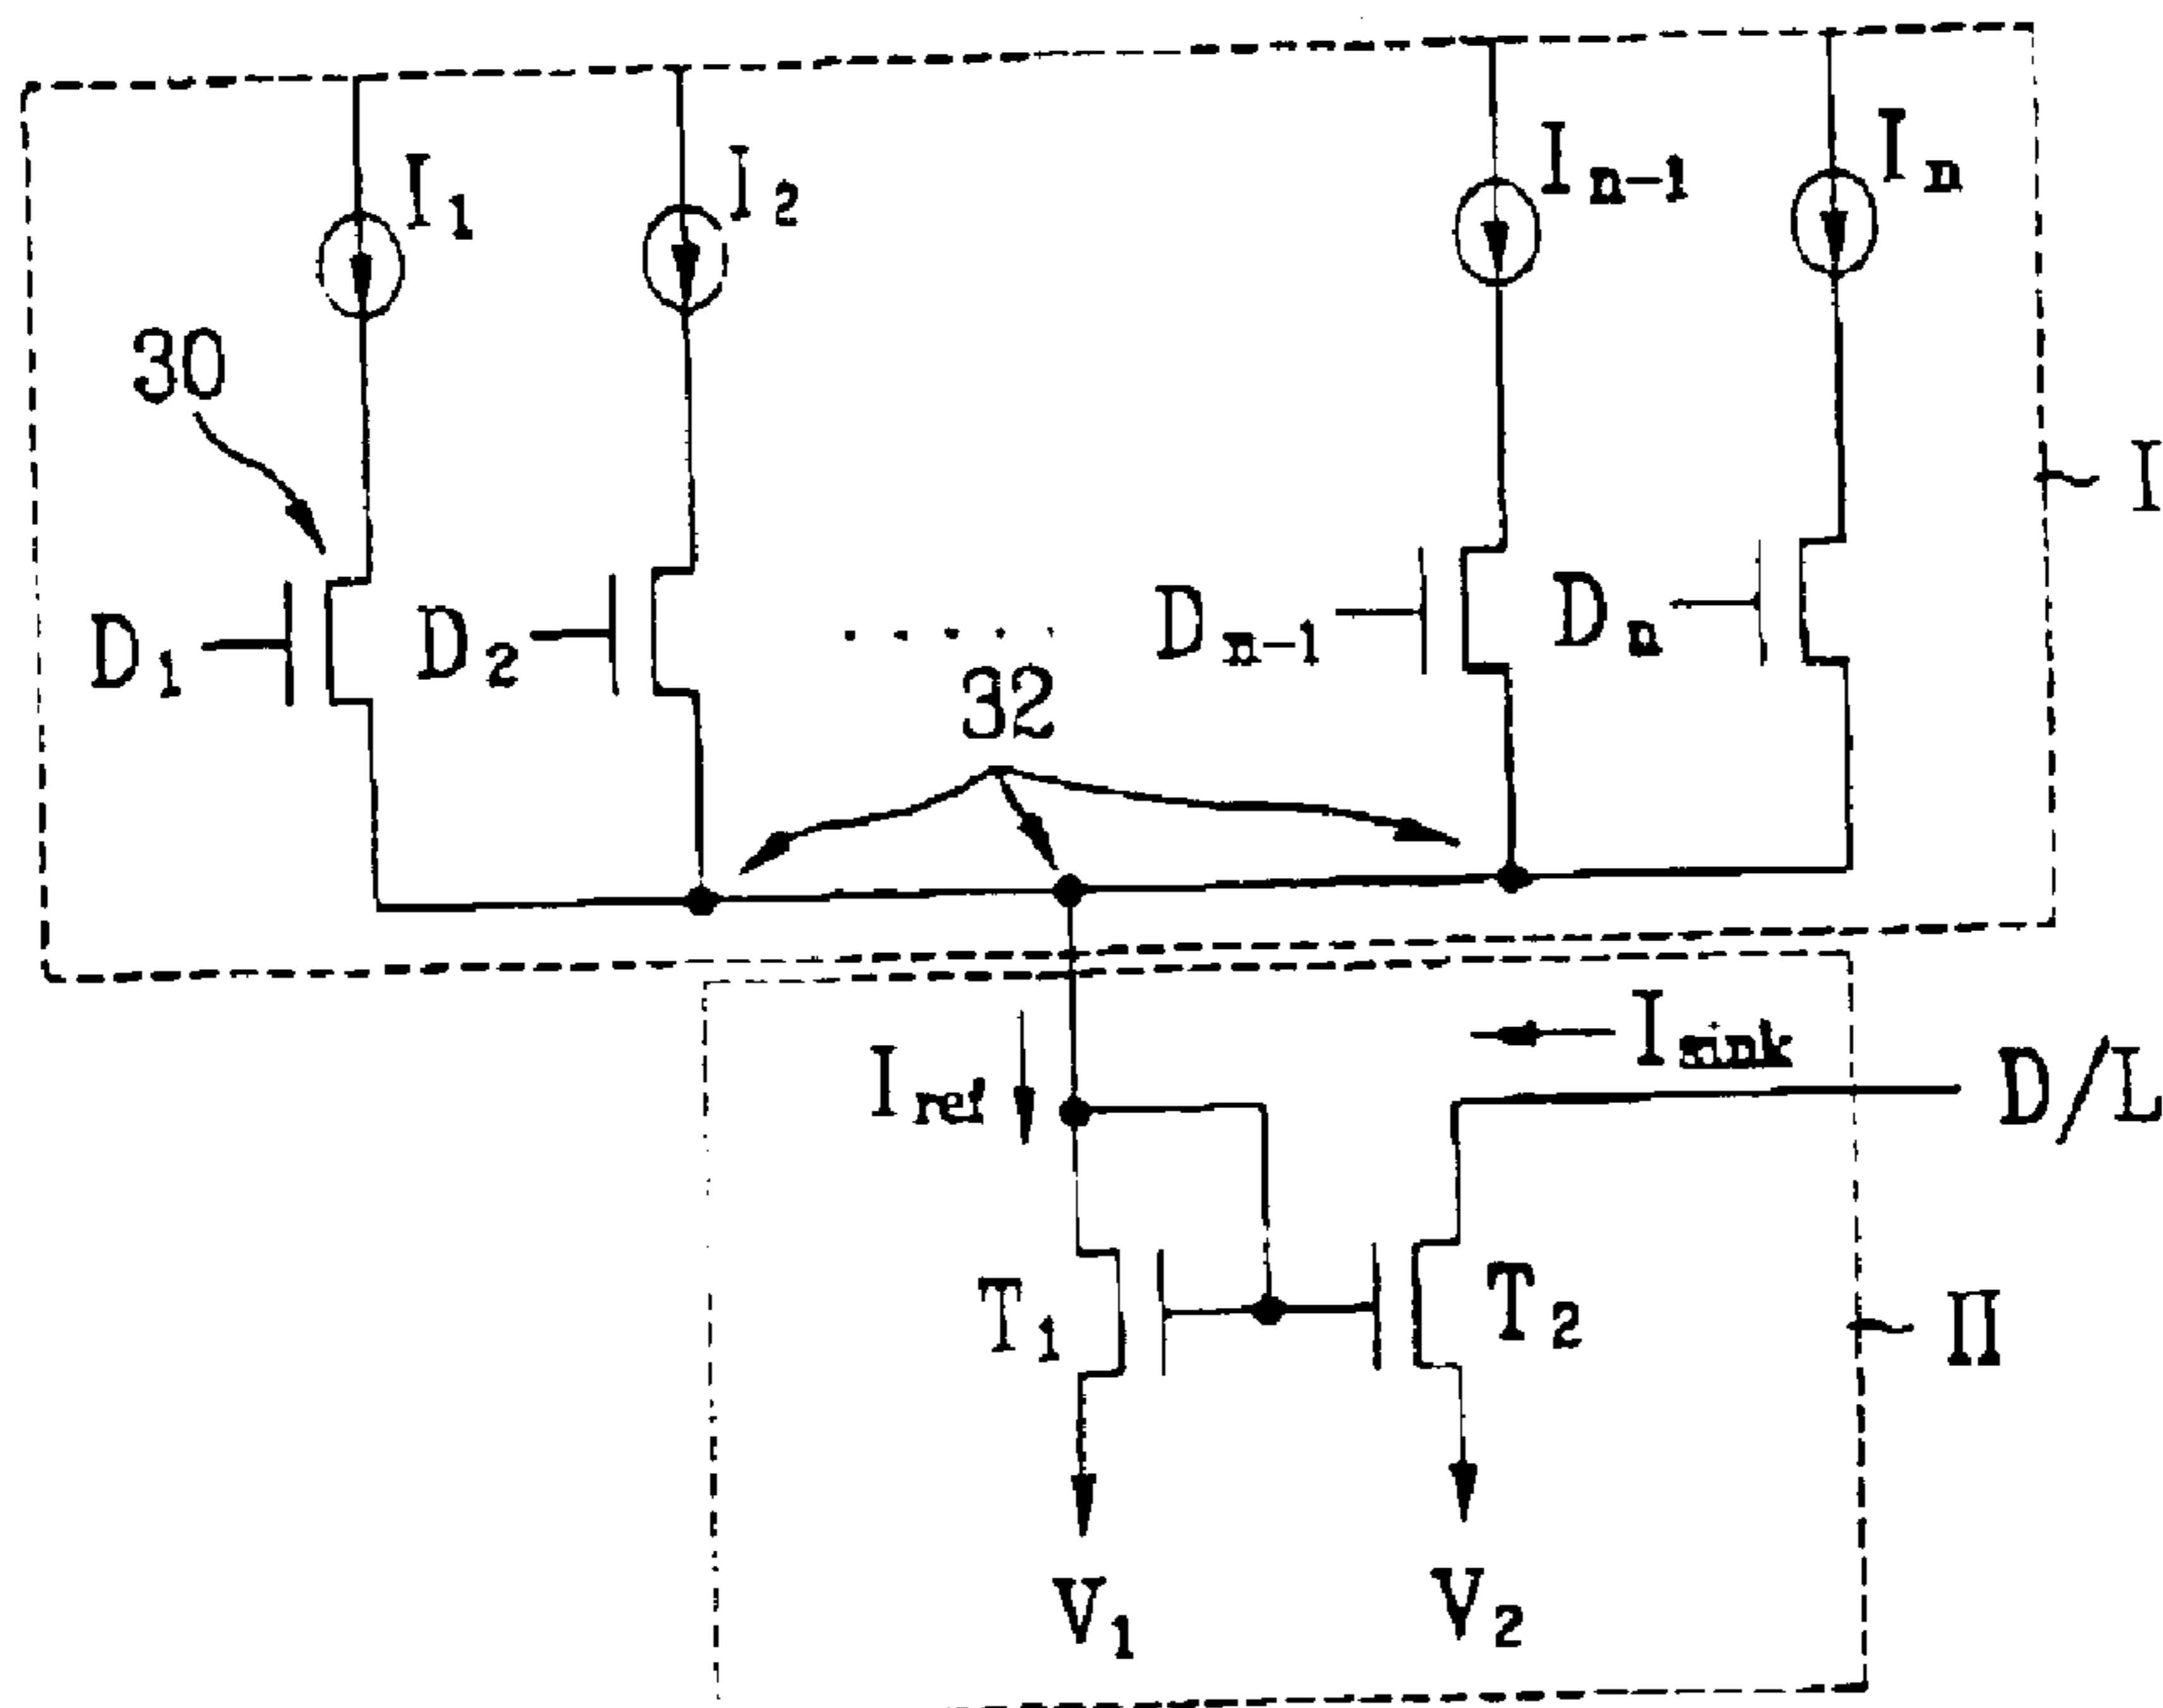 I1
I2
In-1
In
30
I
D1
D2
.....
Dn-1
Dn
32
Iref
Isink
D/L
T1
T2
II
V1
V2